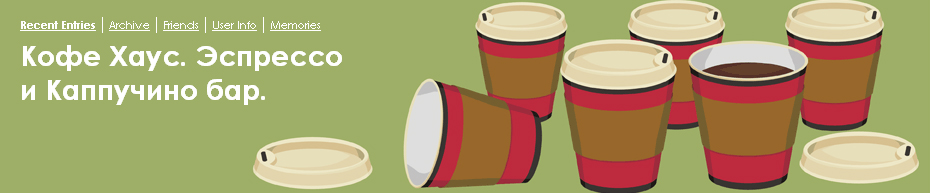 Recent Entries | Archive | Friends | User Info | Memories
Кофе Хаус. Эспрессо
и Каппучино бар.